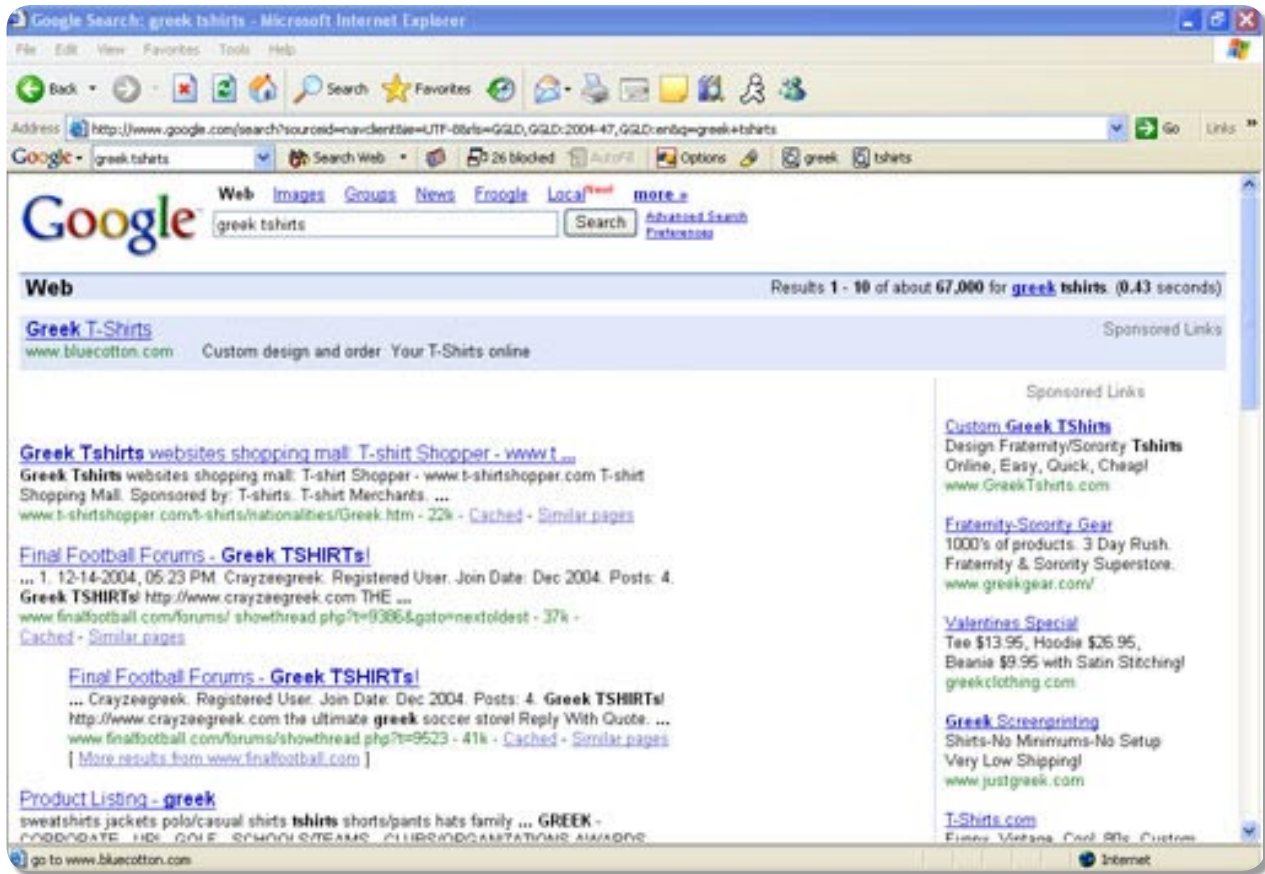 Google Search: greek tshirts - Microsoft Internet Explorer
File Edit View Favorites Tools Help
Back Search Favorites
Address http://www.google.com/search?sourceid=navclient&ie=UTF-8&rls=GGLD,GGLD:2004-47,GGLD:en&q=greek+tshirts Go Links »
Google greek tshirts Search Web 26 blocked AutoFill Options greek tshirts
Web Images Groups News Froogle Local New! more »
Google greek tshirts Search Advanced Search
Preferences
Web Results 1 - 10 of about 67,000 for greek tshirts. (0.43 seconds)
Greek T-Shirts Sponsored Links
www.bluecotton.com Custom design and order Your T-Shirts online
Greek Tshirts websites shopping mall: T-shirt Shopper - www.t ...
Greek Tshirts websites shopping mall: T-shirt Shopper - www.t-shirtshopper.com T-shirt
Shopping Mall. Sponsored by: T-shirts. T-shirt Merchants. ...
www.t-shirtshopper.com/t-shirts/nationalities/Greek.htm - 22k - Cached - Similar pages
Final Football Forums - Greek TSHIRTs!
... 1. 12-14-2004, 05:23 PM. Crayzeegreek. Registered User. Join Date: Dec 2004. Posts: 4.
Greek TSHIRTs! http://www.crayzeegreek.com THE ...
www.finalfootball.com/forums/ showthread.php?t=9386&goto=nextoldest - 37k -
Cached - Similar pages
Final Football Forums - Greek TSHIRTs!
... Crayzeegreek. Registered User. Join Date: Dec 2004. Posts: 4. Greek TSHIRTs!
http://www.crayzeegreek.com the ultimate greek soccer store! Reply With Quote. ...
www.finalfootball.com/forums/showthread.php?t=9523 - 41k - Cached - Similar pages
[ More results from www.finalfootball.com ]
Product Listing - greek
sweatshirts jackets polo/casual shirts tshirts shorts/pants hats family ... GREEK -
CORPORATE GOLF SCHOOLS/TEAMS CLUBS/ORGANIZATIONS AWARDS
Sponsored Links
Custom Greek TShirts
Design Fraternity/Sorority Tshirts
Online, Easy, Quick, Cheap!
www.GreekTshirts.com
Fraternity-Sorority Gear
1000's of products. 3 Day Rush.
Fraternity & Sorority Superstore.
www.greekgear.com/
Valentines Special
Tee $13.95, Hoodie $26.95,
Beanie $9.95 with Satin Stitching!
greekclothing.com
Greek Screenprinting
Shirts-No Minimums-No Setup
Very Low Shipping!
www.justgreek.com
T-Shirts.com
Funny, Vintage, Cool, 80s, Custom
go to www.bluecotton.com Internet